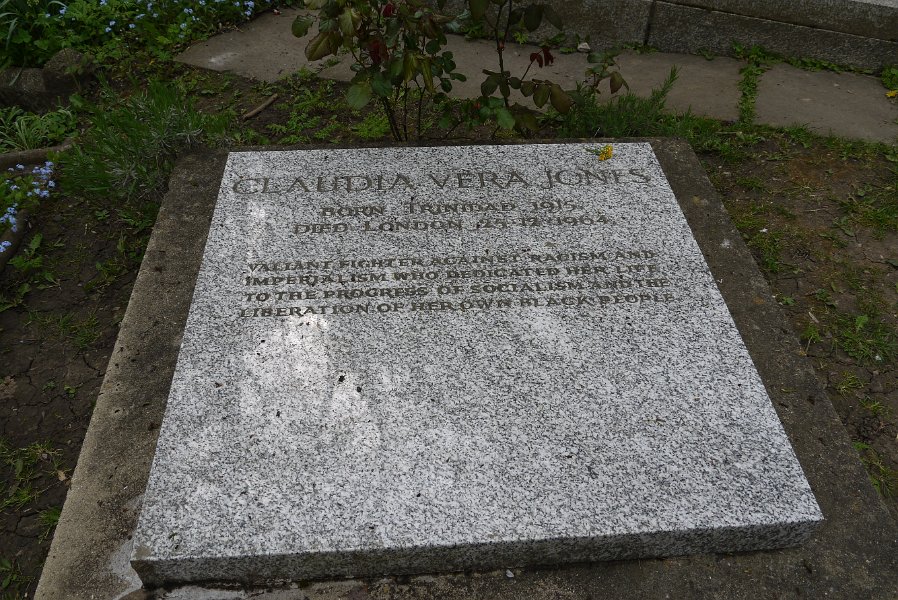 CLAUDIA VERA JONES
BORN TRINIDAD 1915
DIED LONDON 25·12·1964
VALIANT FIGHTER AGAINST RACISM AND
IMPERIALISM WHO DEDICATED HER LIFE
TO THE PROGRESS OF SOCIALISM AND THE
LIBERATION OF HER OWN BLACK PEOPLE